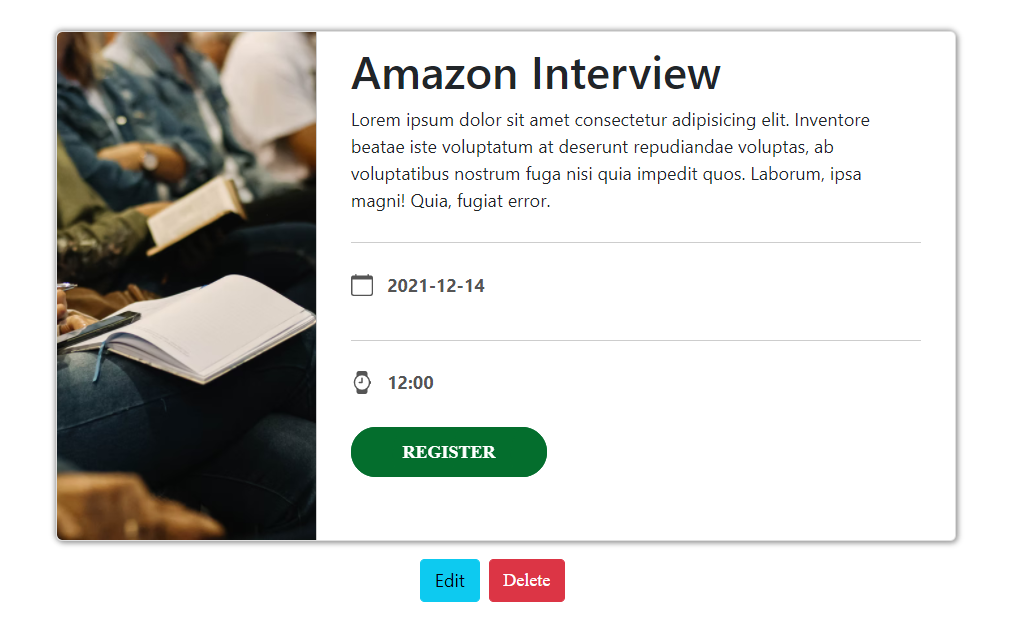 Amazon Interview
Lorem ipsum dolor sit amet consectetur adipisicing elit. Inventore
beatae iste voluptatum at deserunt repudiandae voluptas, ab
voluptatibus nostrum fuga nisi quia impedit quos. Laborum, ipsa
magni! Quia, fugiat error.
2021-12-14
12:00
REGISTER
Edit Delete